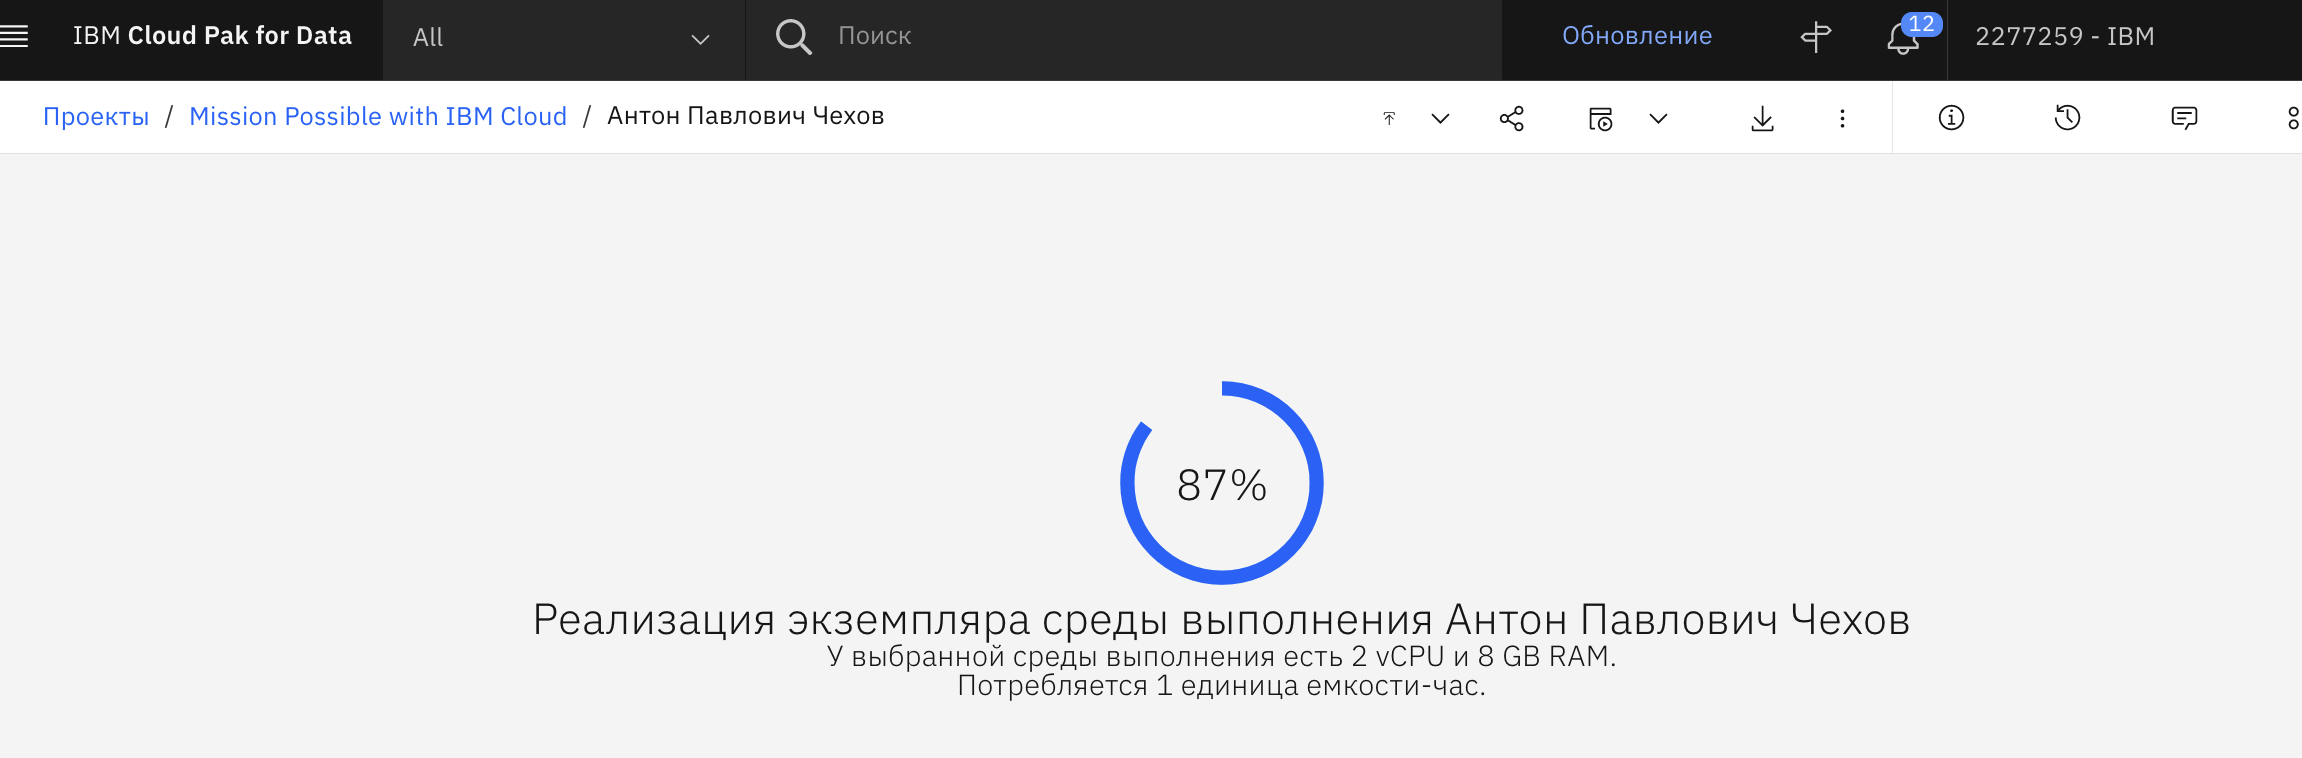 IBM Cloud Pak for Data All Поиск Обновление 12 2277259 - IBM
Проекты / Mission Possible with IBM Cloud / Антон Павлович Чехов
87%
Реализация экземпляра среды выполнения Антон Павлович Чехов
У выбранной среды выполнения есть 2 vCPU и 8 GB RAM.
Потребляется 1 единица емкости-час.